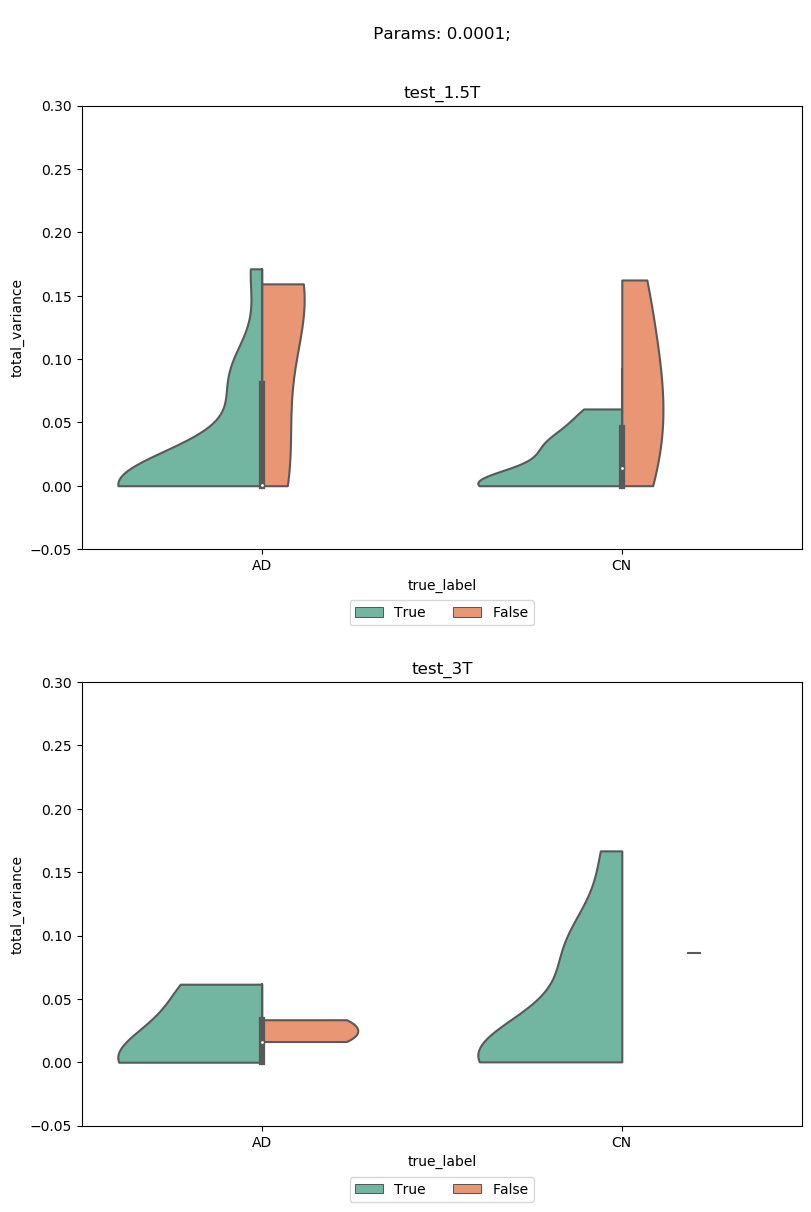 Params: 0.0001;
test_1.5T
0.30
0.25
0.20
0.15
0.10
0.05
0.00
−0.05
total_variance
AD CN
true_label
True False
test_3T
0.30
0.25
0.20
0.15
0.10
0.05
0.00
−0.05
total_variance
AD CN
true_label
True False